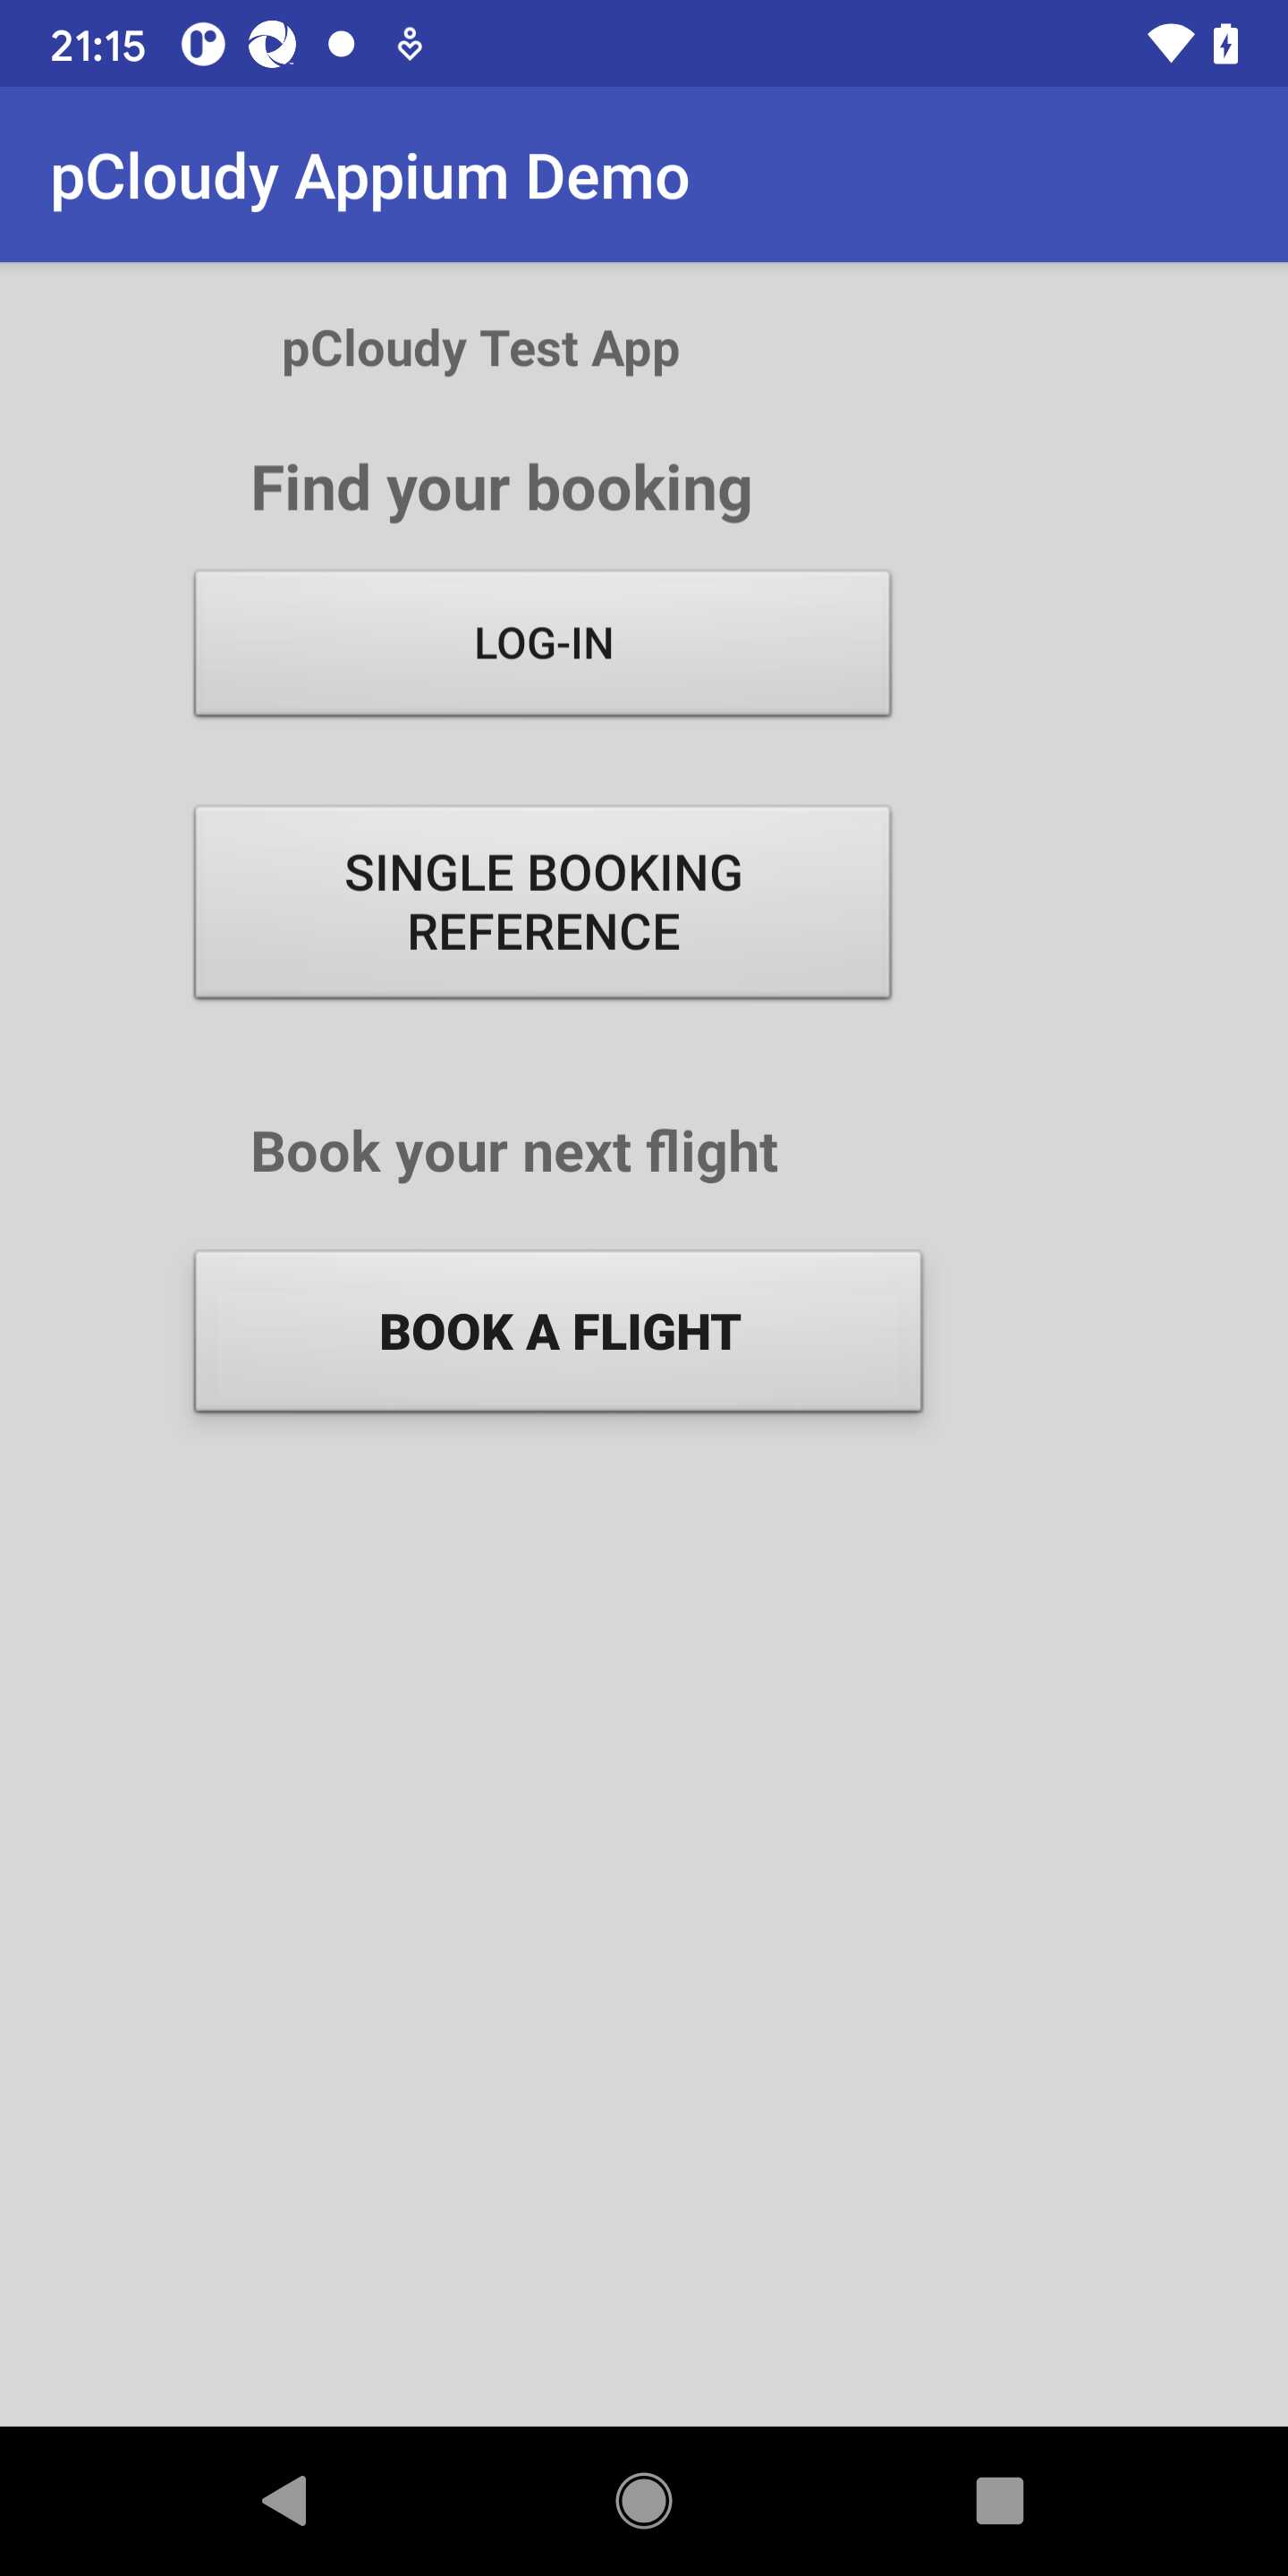 21:15
pCloudy Appium Demo
pCloudy Test App
Find your booking
LOG-IN
SINGLE BOOKING
REFERENCE
Book your next flight
BOOK A FLIGHT